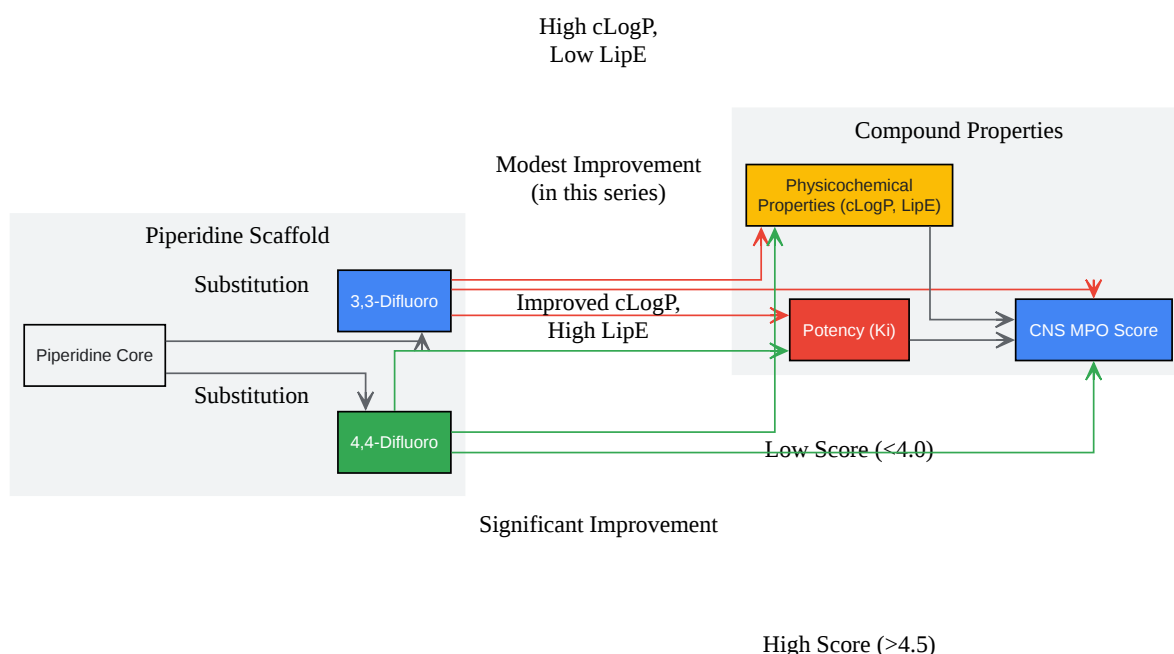 High cLogP,
Low LipE
Compound Properties
Modest Improvement
(in this series)
Physicochemical
Properties (cLogP, LipE)
Piperidine Scaffold
Substitution
3,3-Difluoro
Improved cLogP,
High LipE
Potency (Ki)
CNS MPO Score
Piperidine Core
Substitution
4,4-Difluoro
Low Score (<4.0)
Significant Improvement
High Score (>4.5)